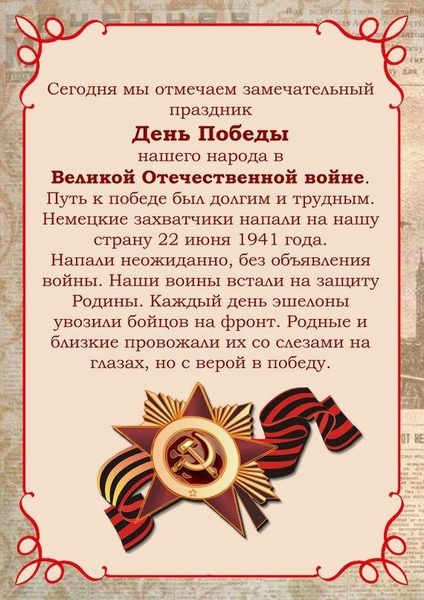 Сегодня мы отмечаем замечательный
праздник
День Победы
нашего народа в
Великой Отечественной войне.
Путь к победе был долгим и трудным.
Немецкие захватчики напали на нашу
страну 22 июня 1941 года.
Напали неожиданно, без объявления
войны. Наши воины встали на защиту
Родины. Каждый день эшелоны
увозили бойцов на фронт. Родные и
близкие провожали их со слезами на
глазах, но с верой в победу.